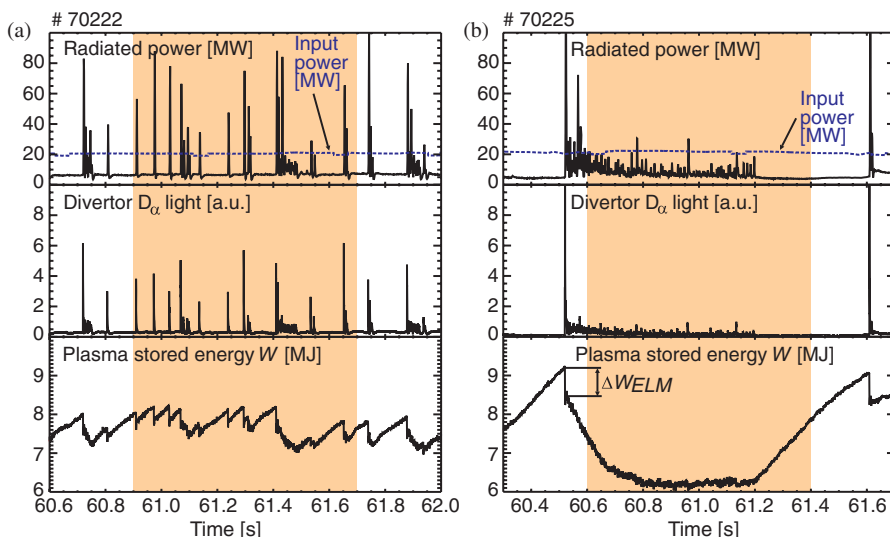 # 70222
(a)
Radiated power [MW]
Input
power
[MW]
80
60
40
20
0
Divertor Dα light [a.u.]
8
6
4
2
0
Plasma stored energy W [MJ]
9
8
7
6
60.6 60.8 61.0 61.2 61.4 61.6 61.8 62.0
Time [s]
# 70225
(b)
Radiated power [MW]
Input
power
[MW]
80
60
40
20
0
Divertor Dα light [a.u.]
8
6
4
2
0
Plasma stored energy W [MJ]
ΔWELM
9
8
7
6
60.4 60.6 60.8 61.0 61.2 61.4 61.6
Time [s]